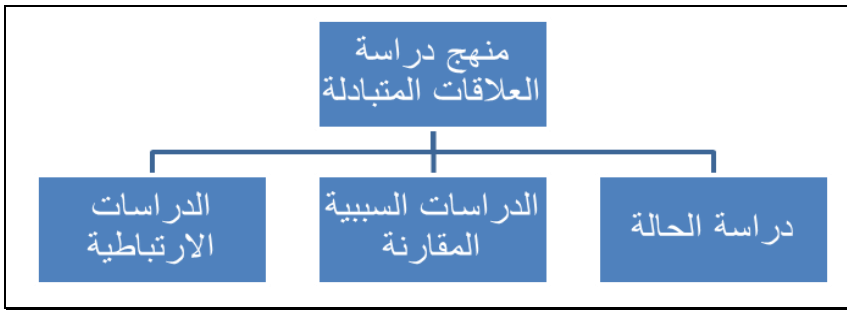 منهج دراسة
العلاقات المتبادلة
دراسة الحالة
الدراسات السببية
المقارنة
الدراسات
الارتباطية